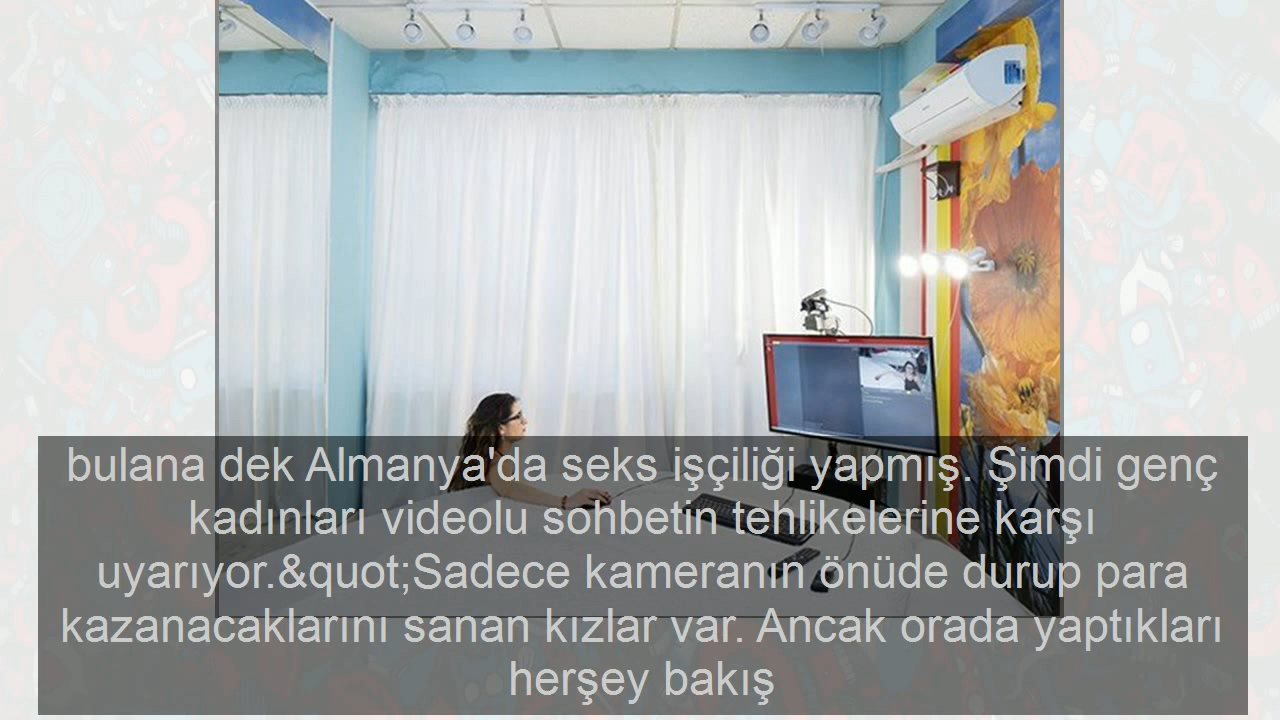 bulana dek Almanya'da seks işçiliği yapmış. Şimdi genç
kadınları videolu sohbetin tehlikelerine karşı
uyarıyor.&quot;Sadece kameranın önüde durup para
kazanacaklarını sanan kızlar var. Ancak orada yaptıkları
herşey bakış